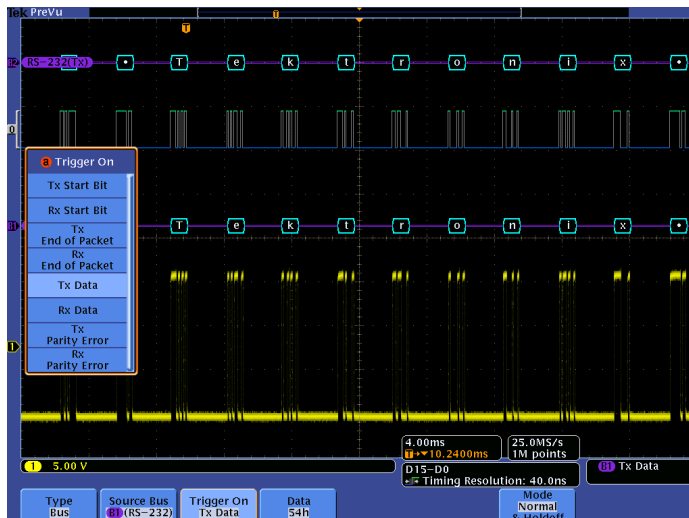 Tek PreVu
T
T
B2 RS-232(Tx) • T e k t r o n i x •
0
a Trigger On
Tx Start Bit
Rx Start Bit
Tx
End of Packet
Rx
End of Packet
Tx Data
Rx Data
Tx
Parity Error
Rx
Parity Error
B1 T e k t r o n i x •
1
4.00ms
T→▼10.2400ms
25.0MS/s
1M points
1 5.00 V
D15-D0
Timing Resolution: 40.0ns
B1 Tx Data
Type
Bus
Source Bus
B1 (RS-232)
Trigger On
Tx Data
Data
54h
Mode
Normal
& Holdoff